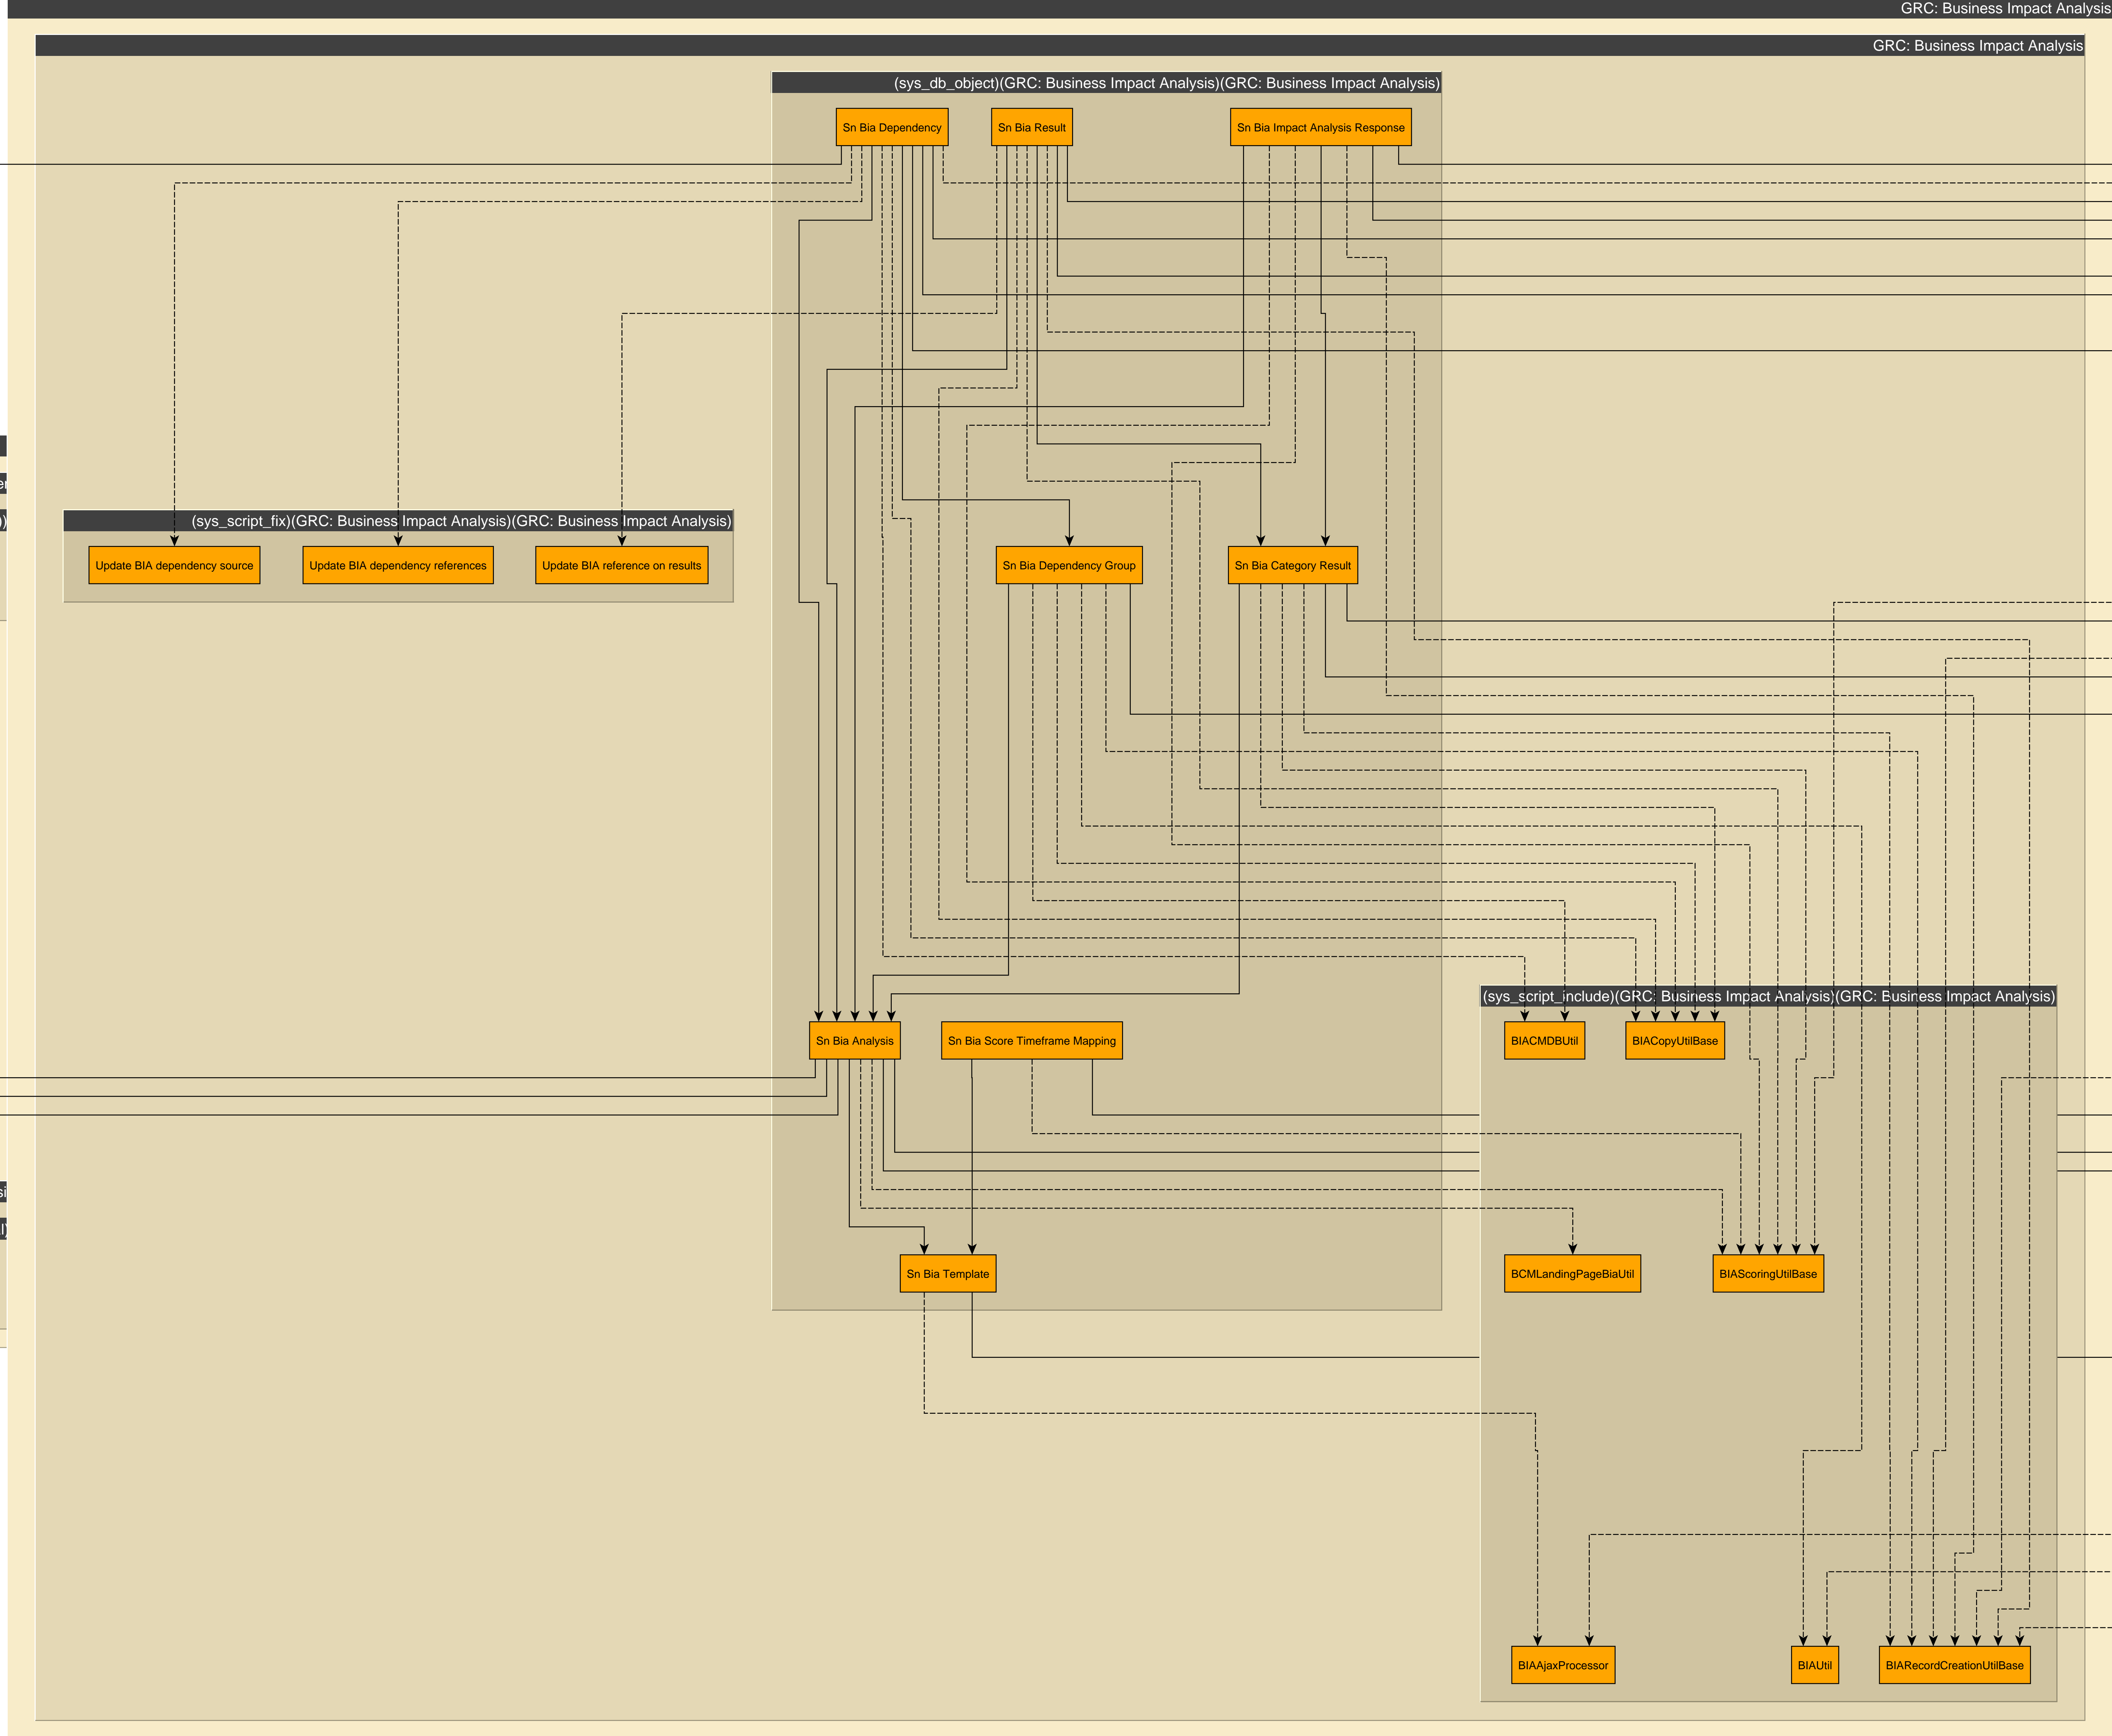 GRC: Business Impact Analysis
GRC: Business Impact Analysis
(sys_db_object)(GRC: Business Impact Analysis)(GRC: Business Impact Analysis)
Sn Bia Dependency
Sn Bia Result
Sn Bia Impact Analysis Response
(sys_script_fix)(GRC: Business Impact Analysis)(GRC: Business Impact Analysis)
Update BIA dependency source
Update BIA dependency references
Update BIA reference on results
Sn Bia Dependency Group
Sn Bia Category Result
(sys_script_include)(GRC: Business Impact Analysis)(GRC: Business Impact Analysis)
Sn Bia Analysis
Sn Bia Score Timeframe Mapping
BIACMDBUtil
BIACopyUtilBase
Sn Bia Template
BCMLandingPageBiaUtil
BIAScoringUtilBase
BIAAjaxProcessor
BIAUtil
BIARecordCreationUtilBase